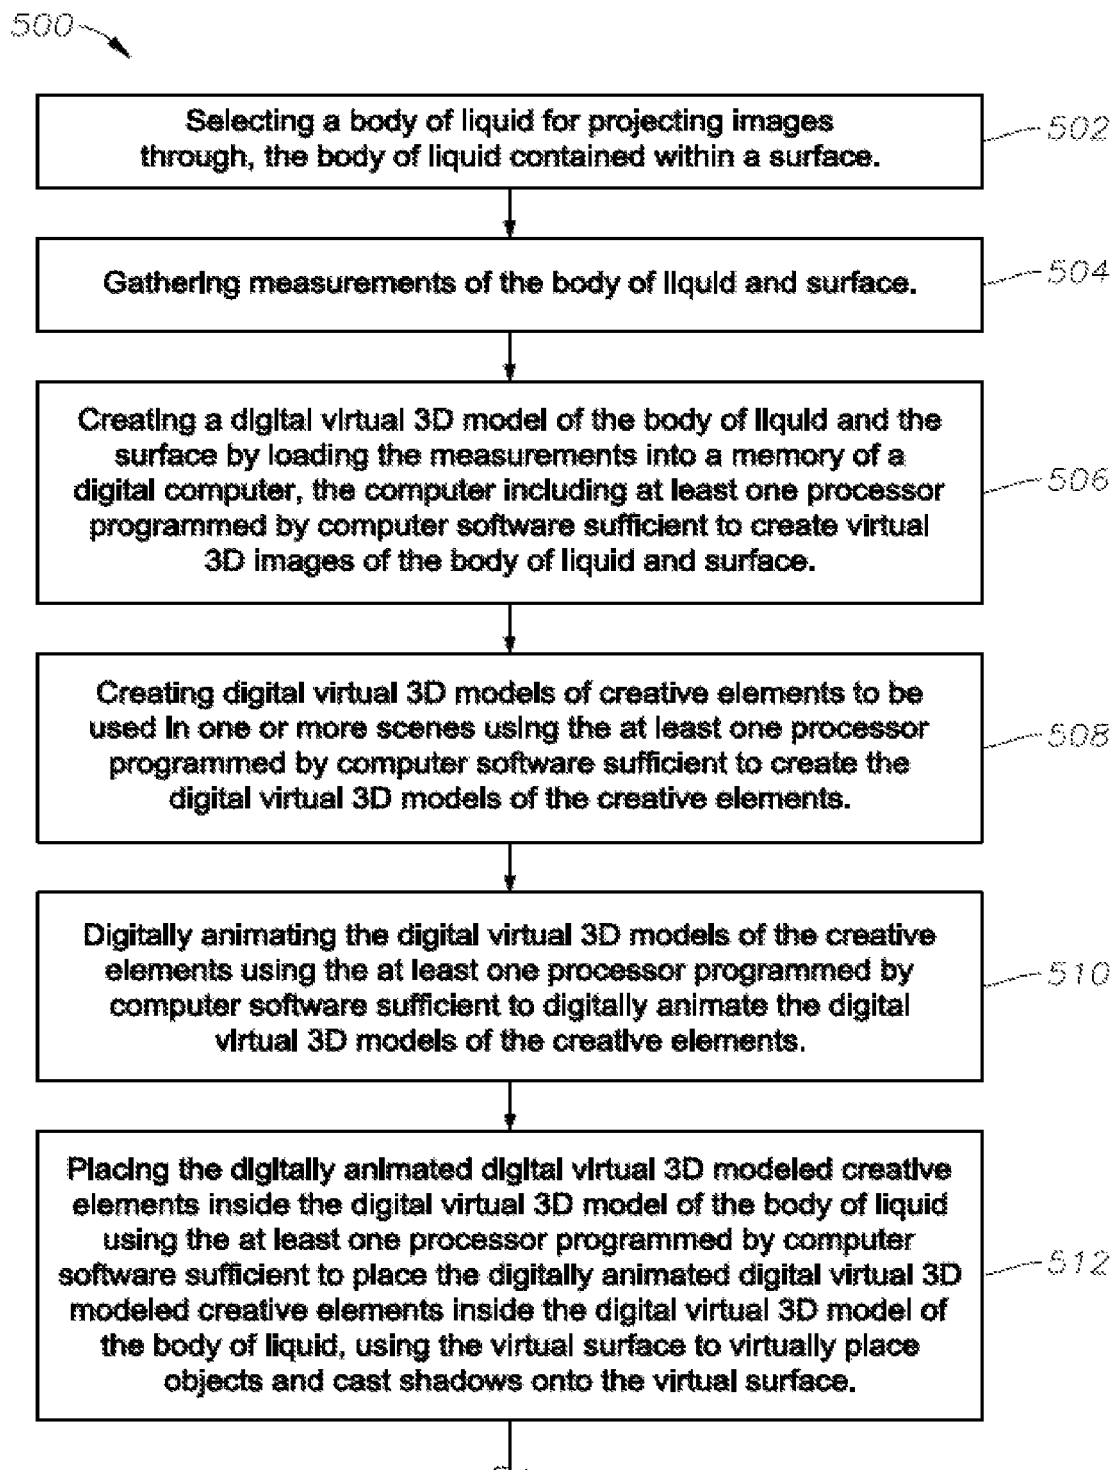 500
Selecting a body of liquid for projecting images
through, the body of liquid contained within a surface.
502
Gathering measurements of the body of liquid and surface.
504
Creating a digital virtual 3D model of the body of liquid and the
surface by loading the measurements into a memory of a
digital computer, the computer including at least one processor
programmed by computer software sufficient to create virtual
3D images of the body of liquid and surface.
506
Creating digital virtual 3D models of creative elements to be
used in one or more scenes using the at least one processor
programmed by computer software sufficient to create the
digital virtual 3D models of the creative elements.
508
Digitally animating the digital virtual 3D models of the creative
elements using the at least one processor programmed by
computer software sufficient to digitally animate the digital
virtual 3D models of the creative elements.
510
Placing the digitally animated digital virtual 3D modeled creative
elements inside the digital virtual 3D model of the body of liquid
using the at least one processor programmed by computer
software sufficient to place the digitally animated digital virtual 3D
modeled creative elements inside the digital virtual 3D model of
the body of liquid, using the virtual surface to virtually place
objects and cast shadows onto the virtual surface.
512